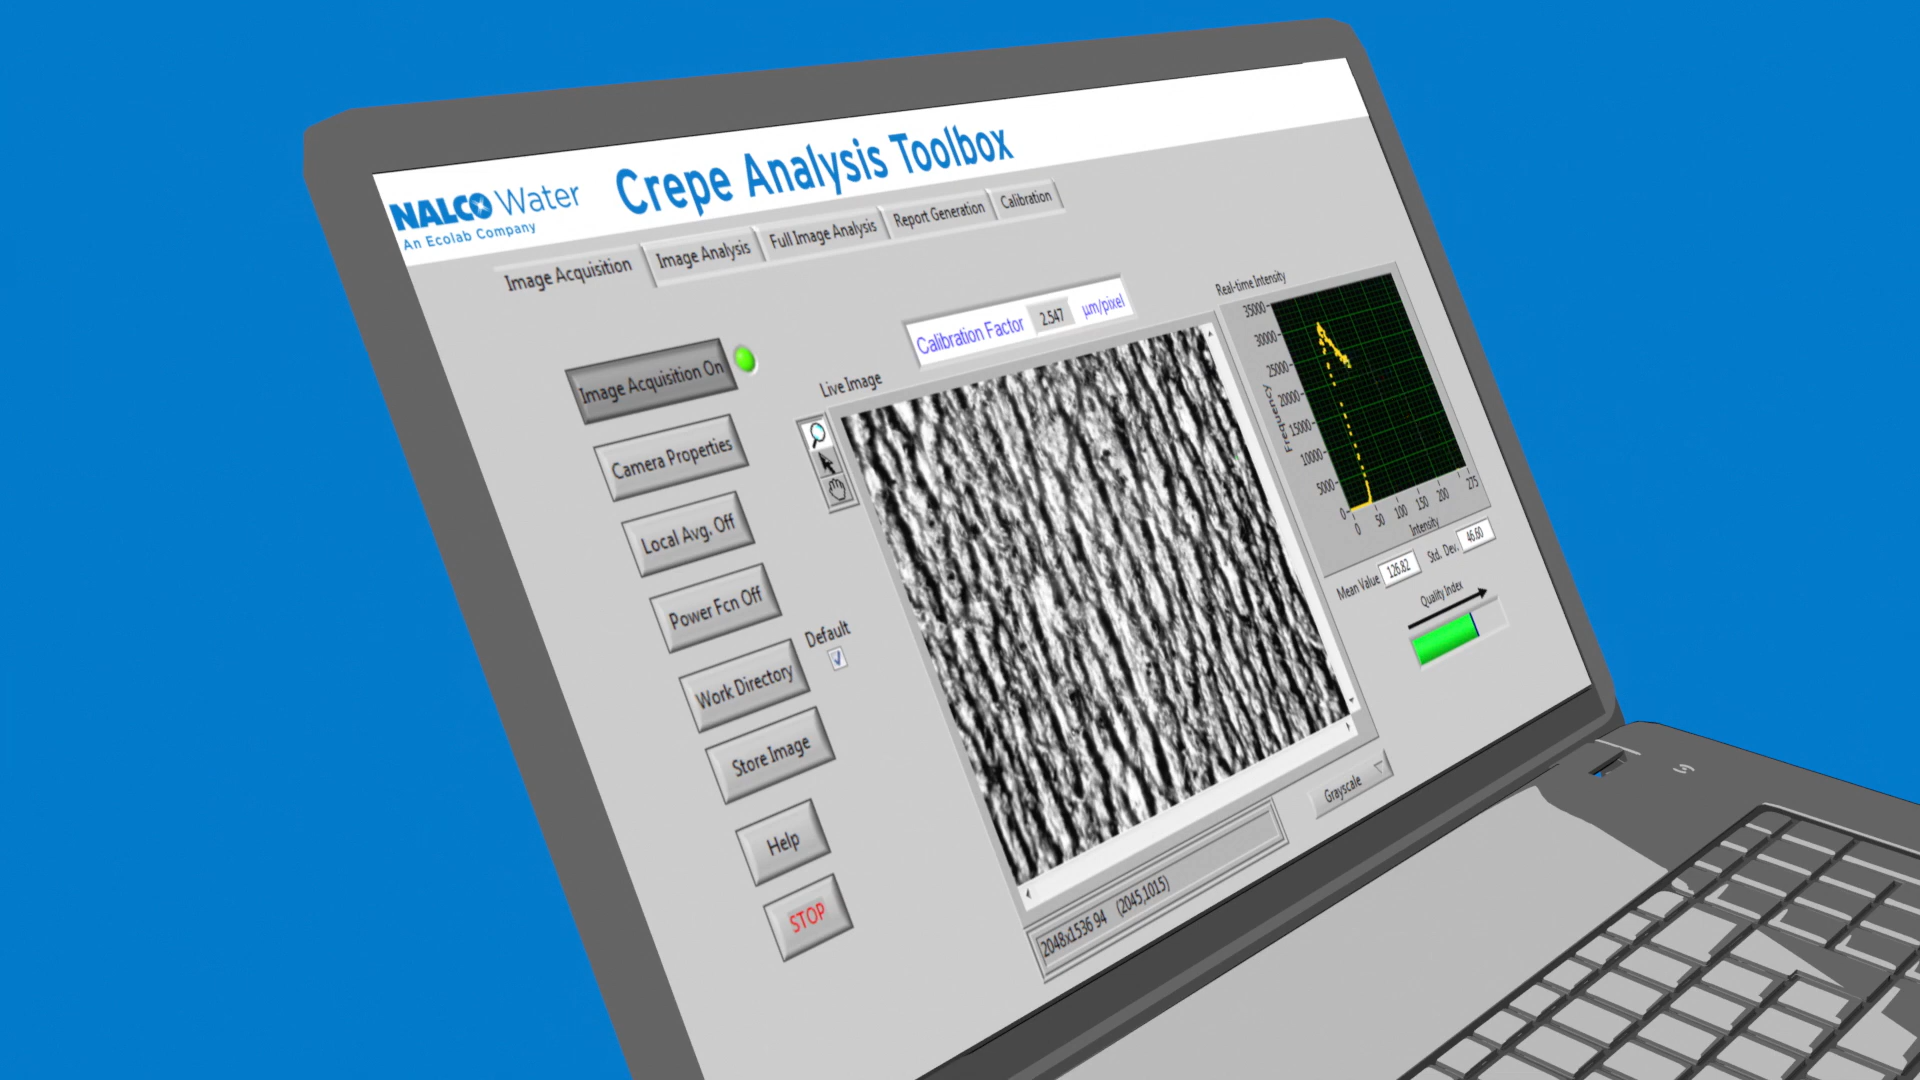 NALCO Water
An Ecolab Company
Crepe Analysis Toolbox
Image Acquisition
Image Analysis
Full Image Analysis
Report Generation
Calibration
Image Acquisition On
Camera Properties
Local Avg. Off
Power Fcn Off
Work Directory
Default
Store Image
Help
STOP
Calibration Factor 2.547 µm/pixel
Live Image
2048x1536 94 (2045,1015)
Grayscale
Real-time Intensity
Frequency
35000
30000
25000
20000
15000
10000
5000
0
0 50 100 150 200 275
Intensity
Mean Value 126.82 Std. Dev. 46.60
Quality Index